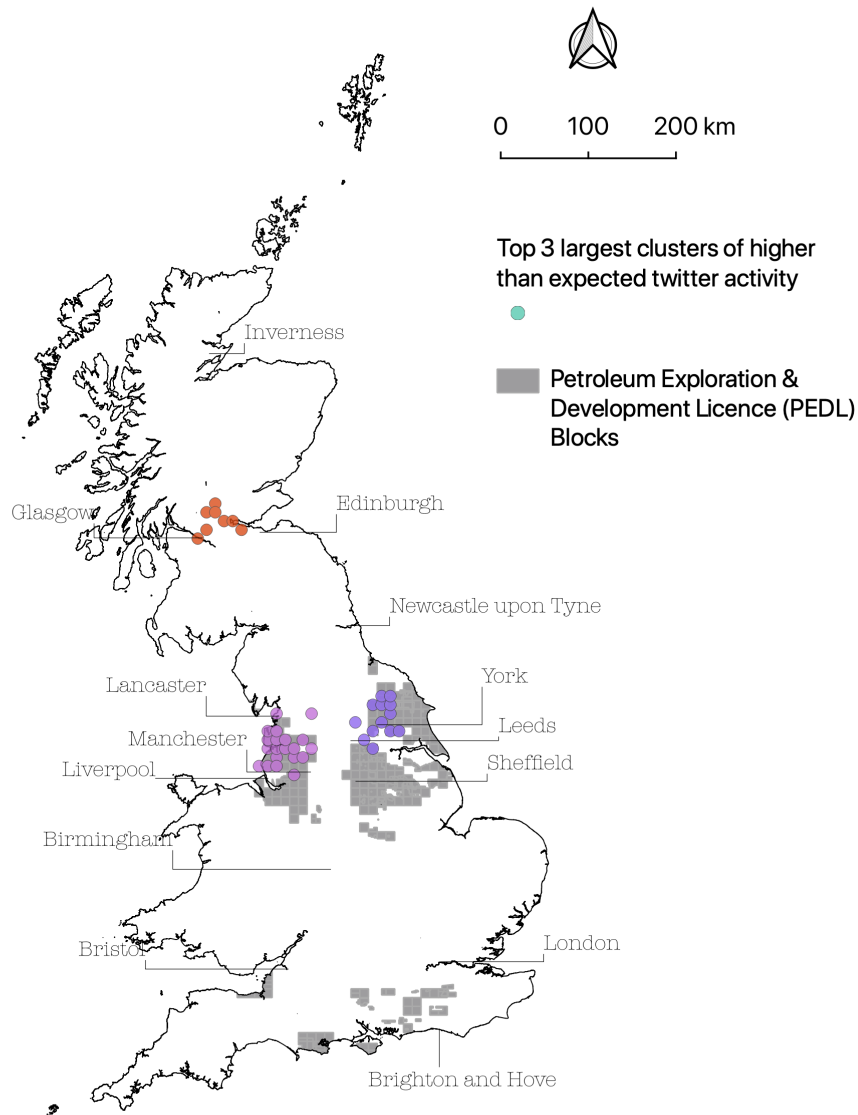 0 100 200 km
Top 3 largest clusters of higher
than expected twitter activity
Inverness
Petroleum Exploration &
Development Licence (PEDL)
Blocks
Glasgow
Edinburgh
Newcastle upon Tyne
Lancaster
York
Leeds
Manchester
Liverpool
Sheffield
Birmingham
Bristol
London
Brighton and Hove